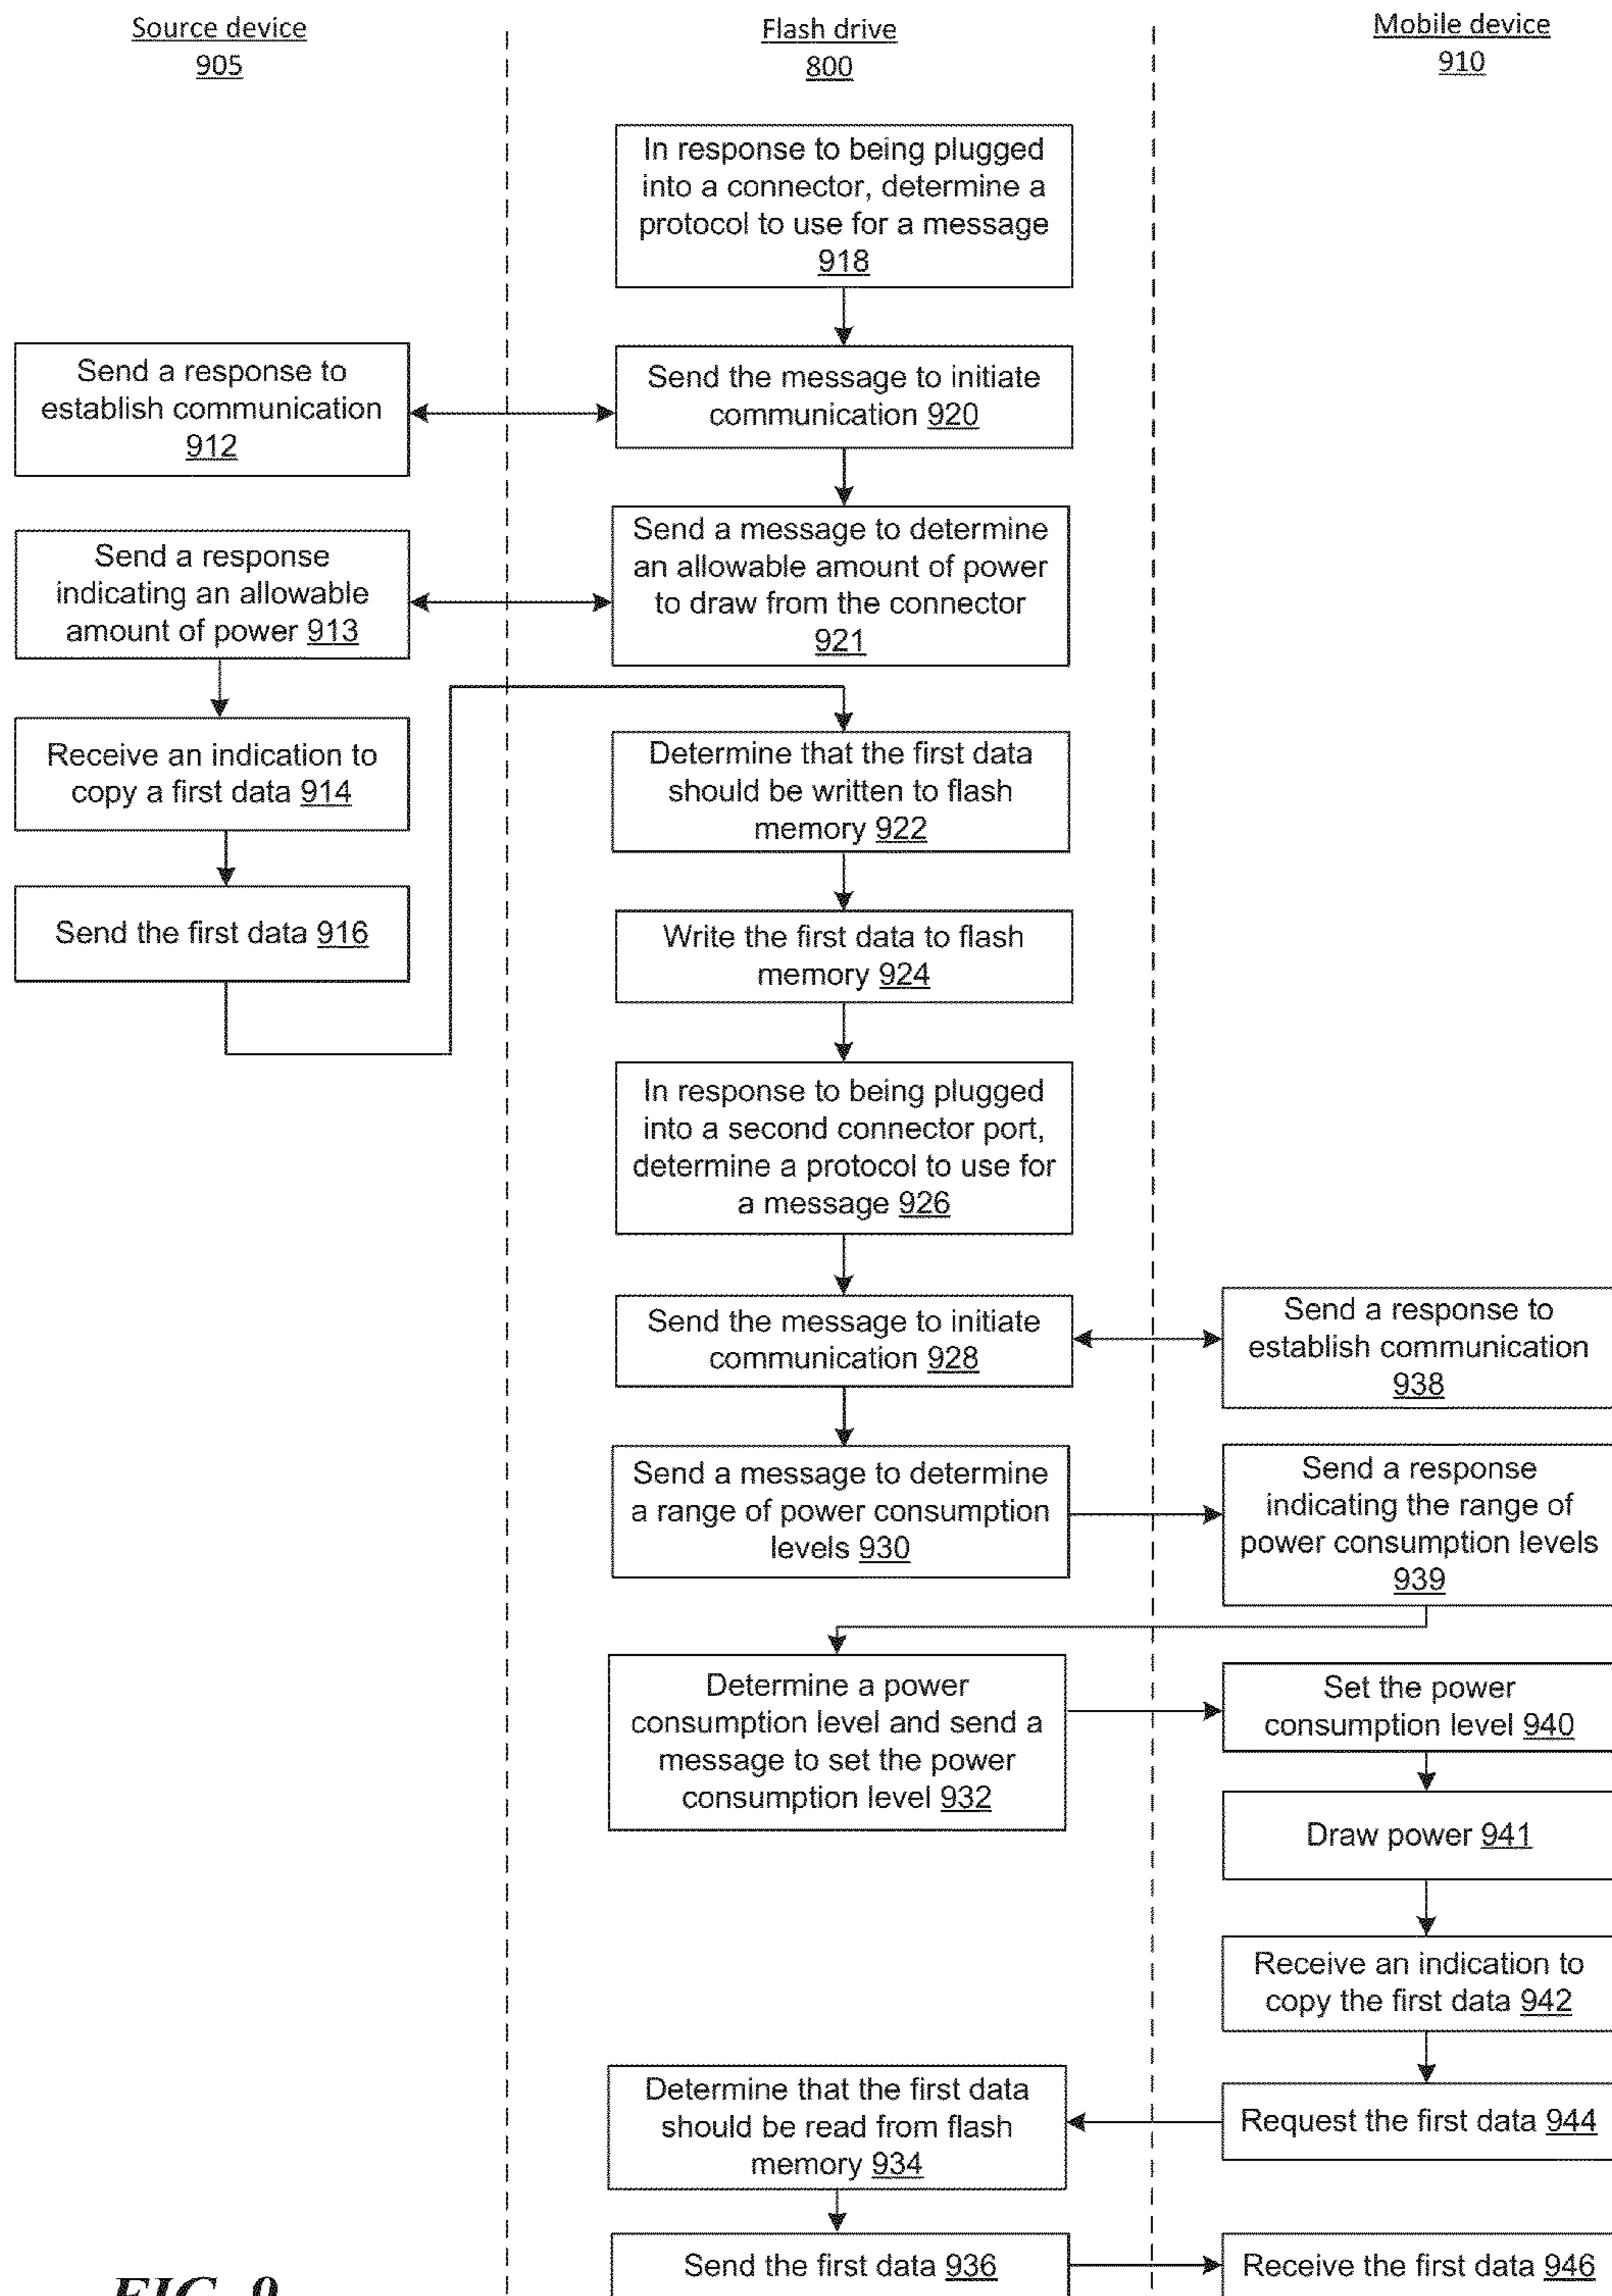 Source device
905
Flash drive
800
Mobile device
910
In response to being plugged
into a connector, determine a
protocol to use for a message
918
Send a response to
establish communication
912
Send the message to initiate
communication 920
Send a response
indicating an allowable
amount of power 913
Send a message to determine
an allowable amount of power
to draw from the connector
921
Receive an indication to
copy a first data 914
Determine that the first data
should be written to flash
memory 922
Send the first data 916
Write the first data to flash
memory 924
In response to being plugged
into a second connector port,
determine a protocol to use for
a message 926
Send the message to initiate
communication 928
Send a response to
establish communication
938
Send a message to determine
a range of power consumption
levels 930
Send a response
indicating the range of
power consumption levels
939
Determine a power
consumption level and send a
message to set the power
consumption level 932
Set the power
consumption level 940
Draw power 941
Receive an indication to
copy the first data 942
Determine that the first data
should be read from flash
memory 934
Request the first data 944
Send the first data 936
Receive the first data 946
FIG. 9